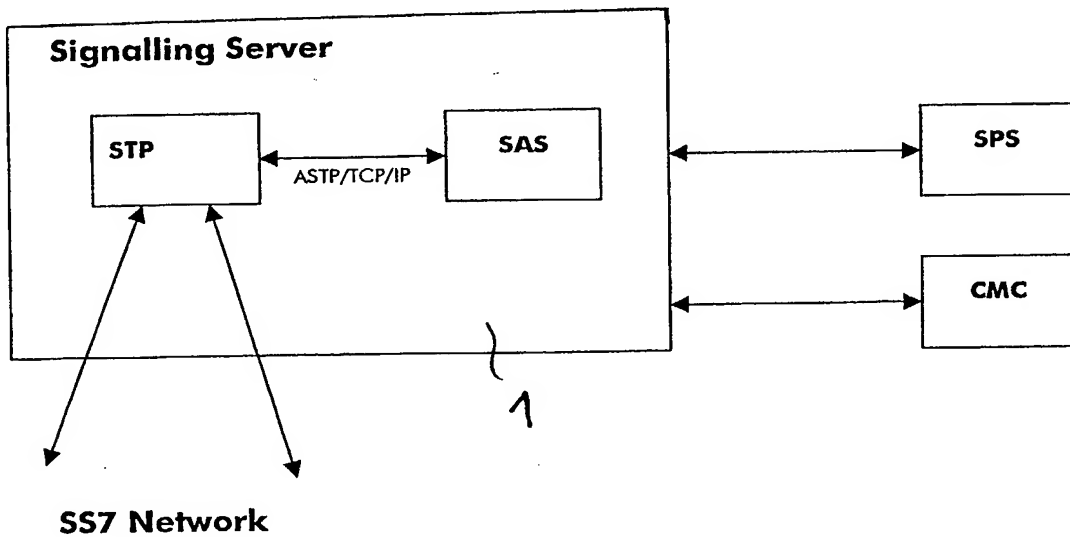 Signalling Server
STP
SAS
ASTP/TCP/IP
SPS
CMC
1
SS7 Network